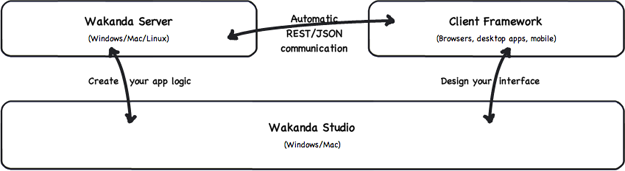 Wakanda Server
(Windows/Mac/Linux)
Automatic
REST/JSON
communication
Client Framework
(Browsers, desktop apps, mobile)
Create your app logic
Design your interface
Wakanda Studio
(Windows/Mac)